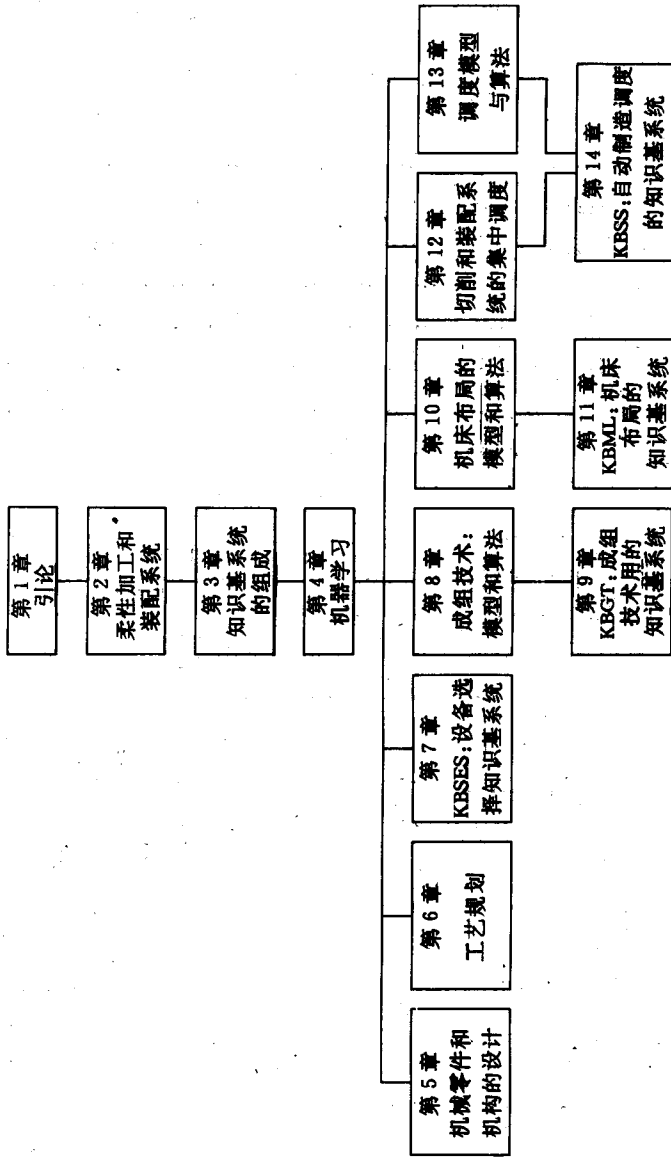 第1章
引论
第2章
柔性加工和
装配系统
第3章
知识基系统
的组成
第4章
机器学习
第5章
机械零件和
机构的设计
第6章
工艺规划
第7章
KBSES:设备选
择知识基系统
第8章
成组技术:
模型和算法
第9章
KBGT:成组
技术用的
知识基系统
第10章
机床布局的
模型和算法
第11章
KBML:机床
布局的
知识基系统
第12章
切削和装配系
统的集中调度
第13章
调度模型
与算法
第14章
KBSS:自动制造调度
的知识基系统